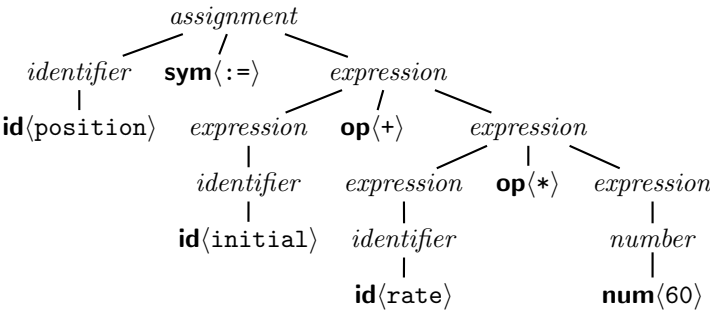 assignment
identifier sym⟨:=⟩ expression
id⟨position⟩ expression op⟨+⟩ expression
identifier expression op⟨*⟩ expression
id⟨initial⟩ identifier number
id⟨rate⟩ num⟨60⟩